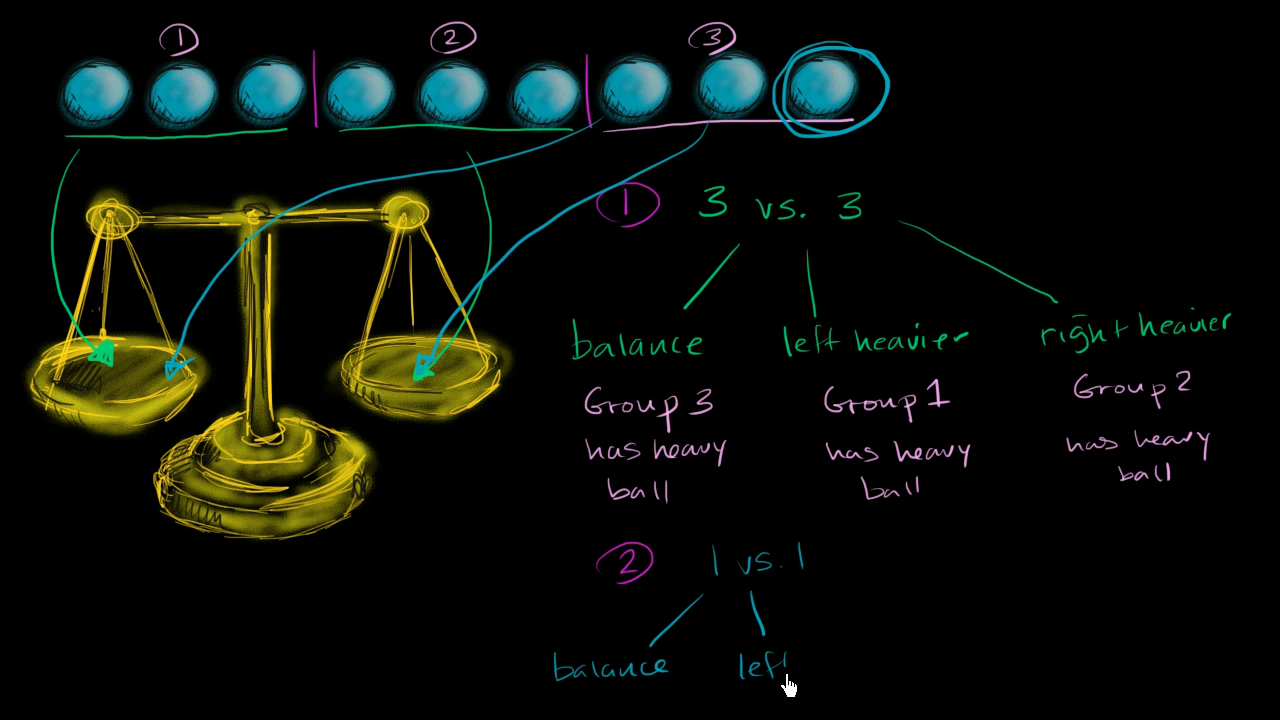 1 2 3
1 3 vs. 3
balance left heavier right heavier
Group 3 Group 1 Group 2
has heavy has heavy has heavy
ball ball ball
2 1 vs. 1
balance left